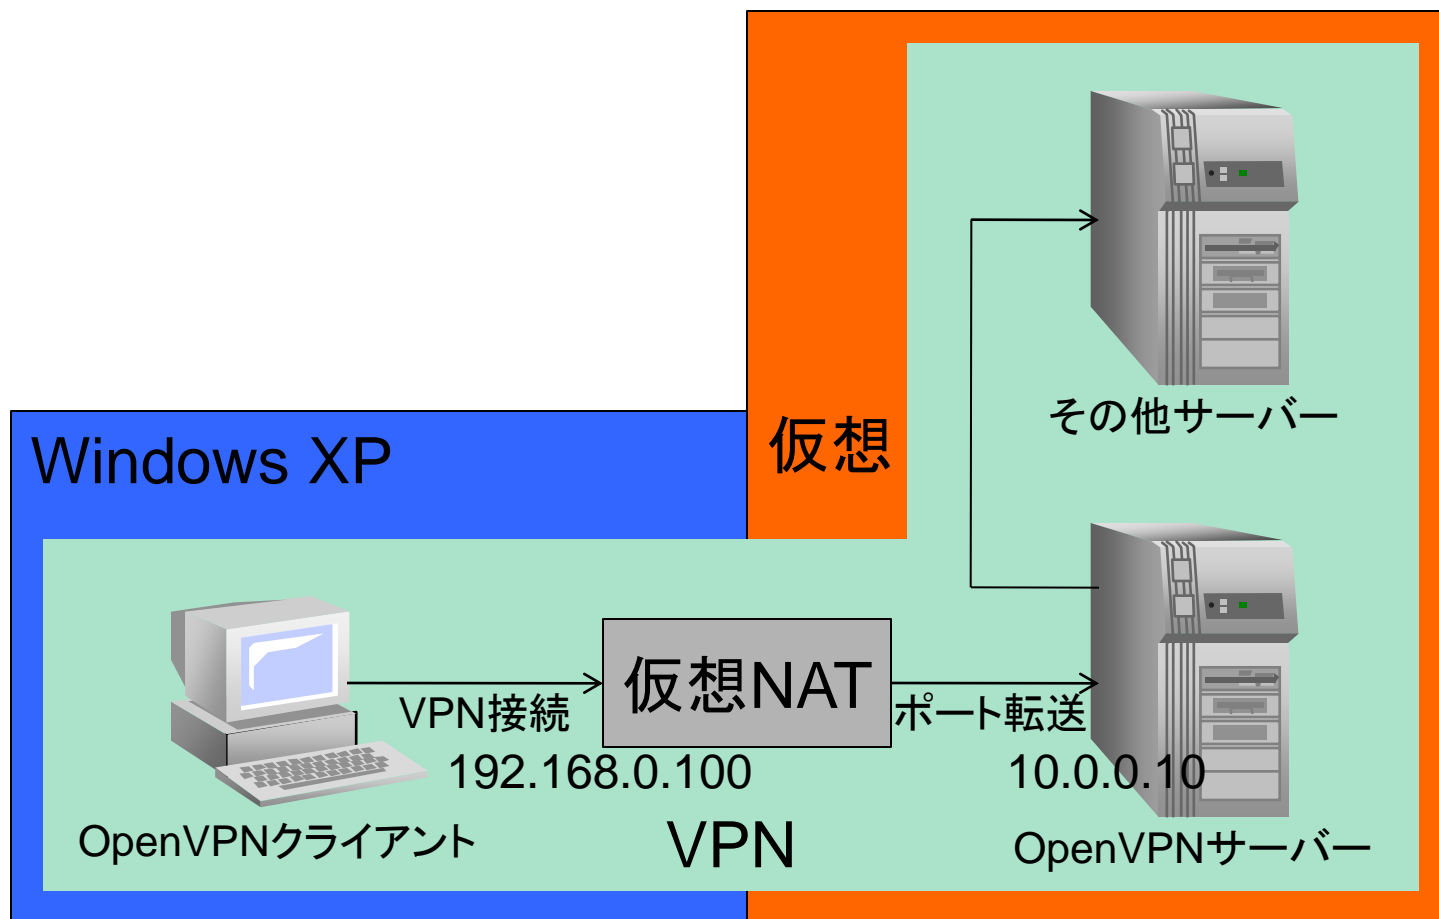 その他サーバー
Windows XP
仮想
仮想NAT
VPN接続
ポート転送
192.168.0.100
10.0.0.10
OpenVPNクライアント
VPN
OpenVPNサーバー